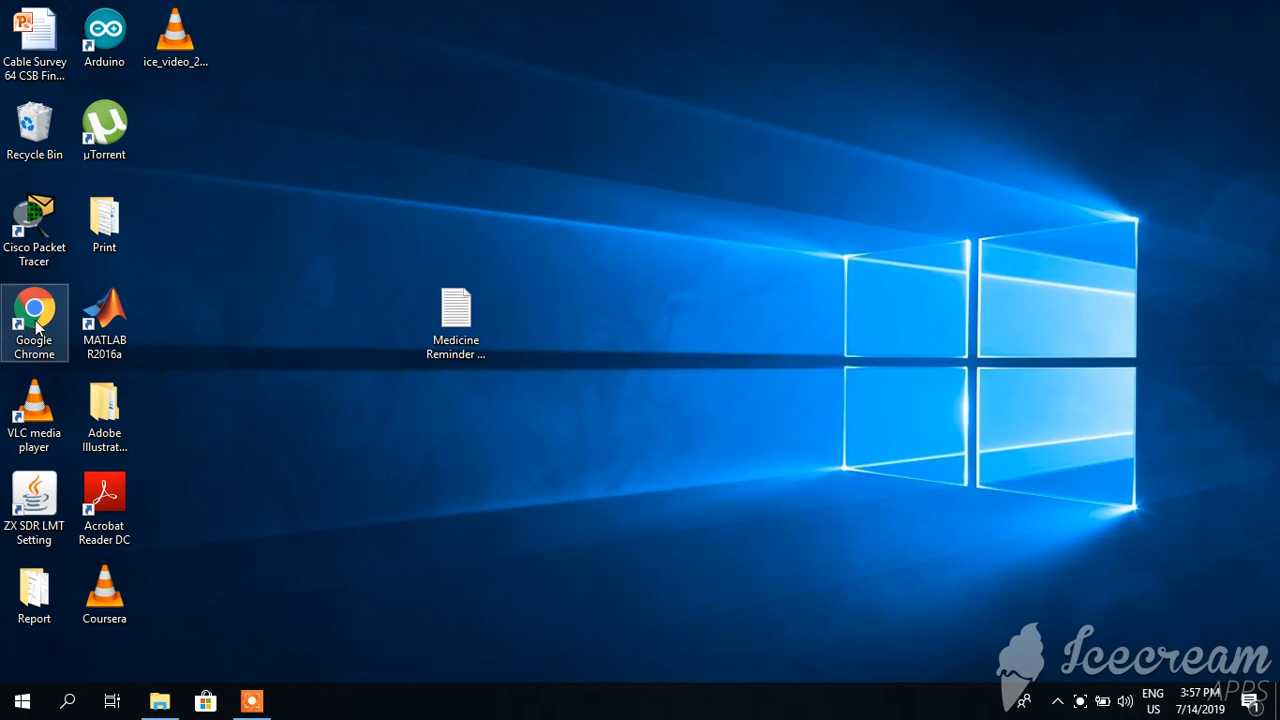 Cable Survey
64 CSB Fin...
Arduino
ice_video_2...
Recycle Bin
µTorrent
Cisco Packet
Tracer
Print
Google
Chrome
MATLAB
R2016a
Medicine
Reminder ...
VLC media
player
Adobe
Illustrat...
ZX SDR LMT
Setting
Acrobat
Reader DC
Report
Coursera
Icecream
APPS
ENG
US
3:57 PM
7/14/2019
1